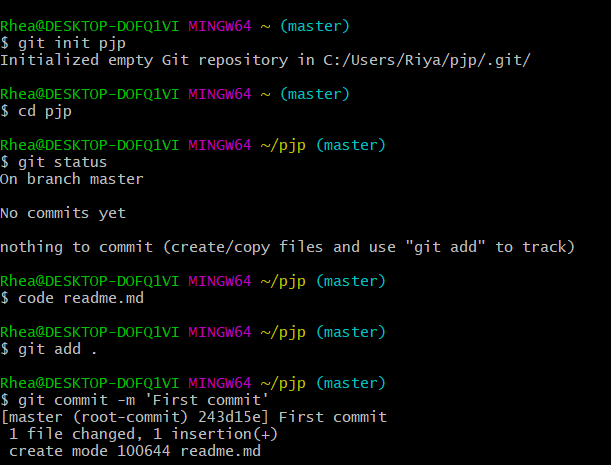 Rhea@DESKTOP-DOFQ1VI MINGW64 ~ (master)
$ git init pjp
Initialized empty Git repository in C:/Users/Riya/pjp/.git/
Rhea@DESKTOP-DOFQ1VI MINGW64 ~ (master)
$ cd pjp
Rhea@DESKTOP-DOFQ1VI MINGW64 ~/pjp (master)
$ git status
On branch master
No commits yet
nothing to commit (create/copy files and use "git add" to track)
Rhea@DESKTOP-DOFQ1VI MINGW64 ~/pjp (master)
$ code readme.md
Rhea@DESKTOP-DOFQ1VI MINGW64 ~/pjp (master)
$ git add .
Rhea@DESKTOP-DOFQ1VI MINGW64 ~/pjp (master)
$ git commit -m 'First commit'
[master (root-commit) 243d15e] First commit
 1 file changed, 1 insertion(+)
 create mode 100644 readme.md